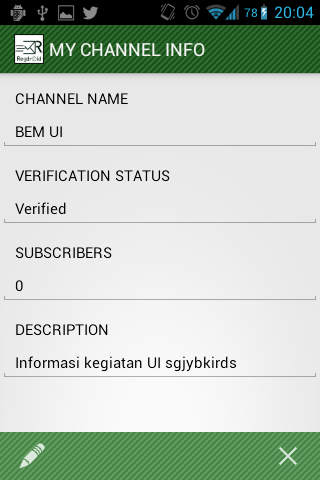 78 20:04
R
Regdroid
MY CHANNEL INFO
CHANNEL NAME
BEM UI
VERIFICATION STATUS
Verified
SUBSCRIBERS
0
DESCRIPTION
Informasi kegiatan UI sgjybkirds